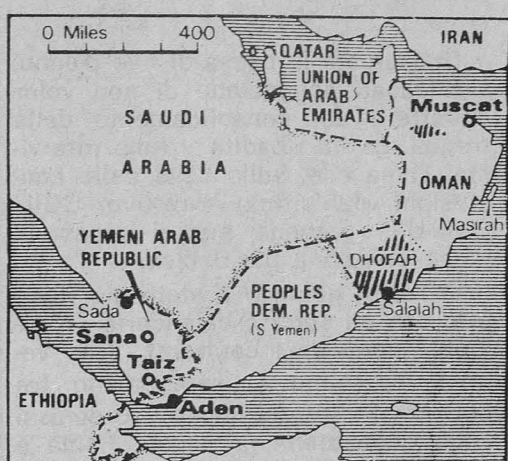 0 Miles 400
IRAN
QATAR
UNION OF
ARAB
EMIRATES
Muscat
SAUDI
ARABIA
OMAN
Masirah
YEMENI ARAB
REPUBLIC
DHOFAR
Sada
PEOPLES
DEM. REP.
(S Yemen)
Salalah
Sana
Taiz
ETHIOPIA
Aden